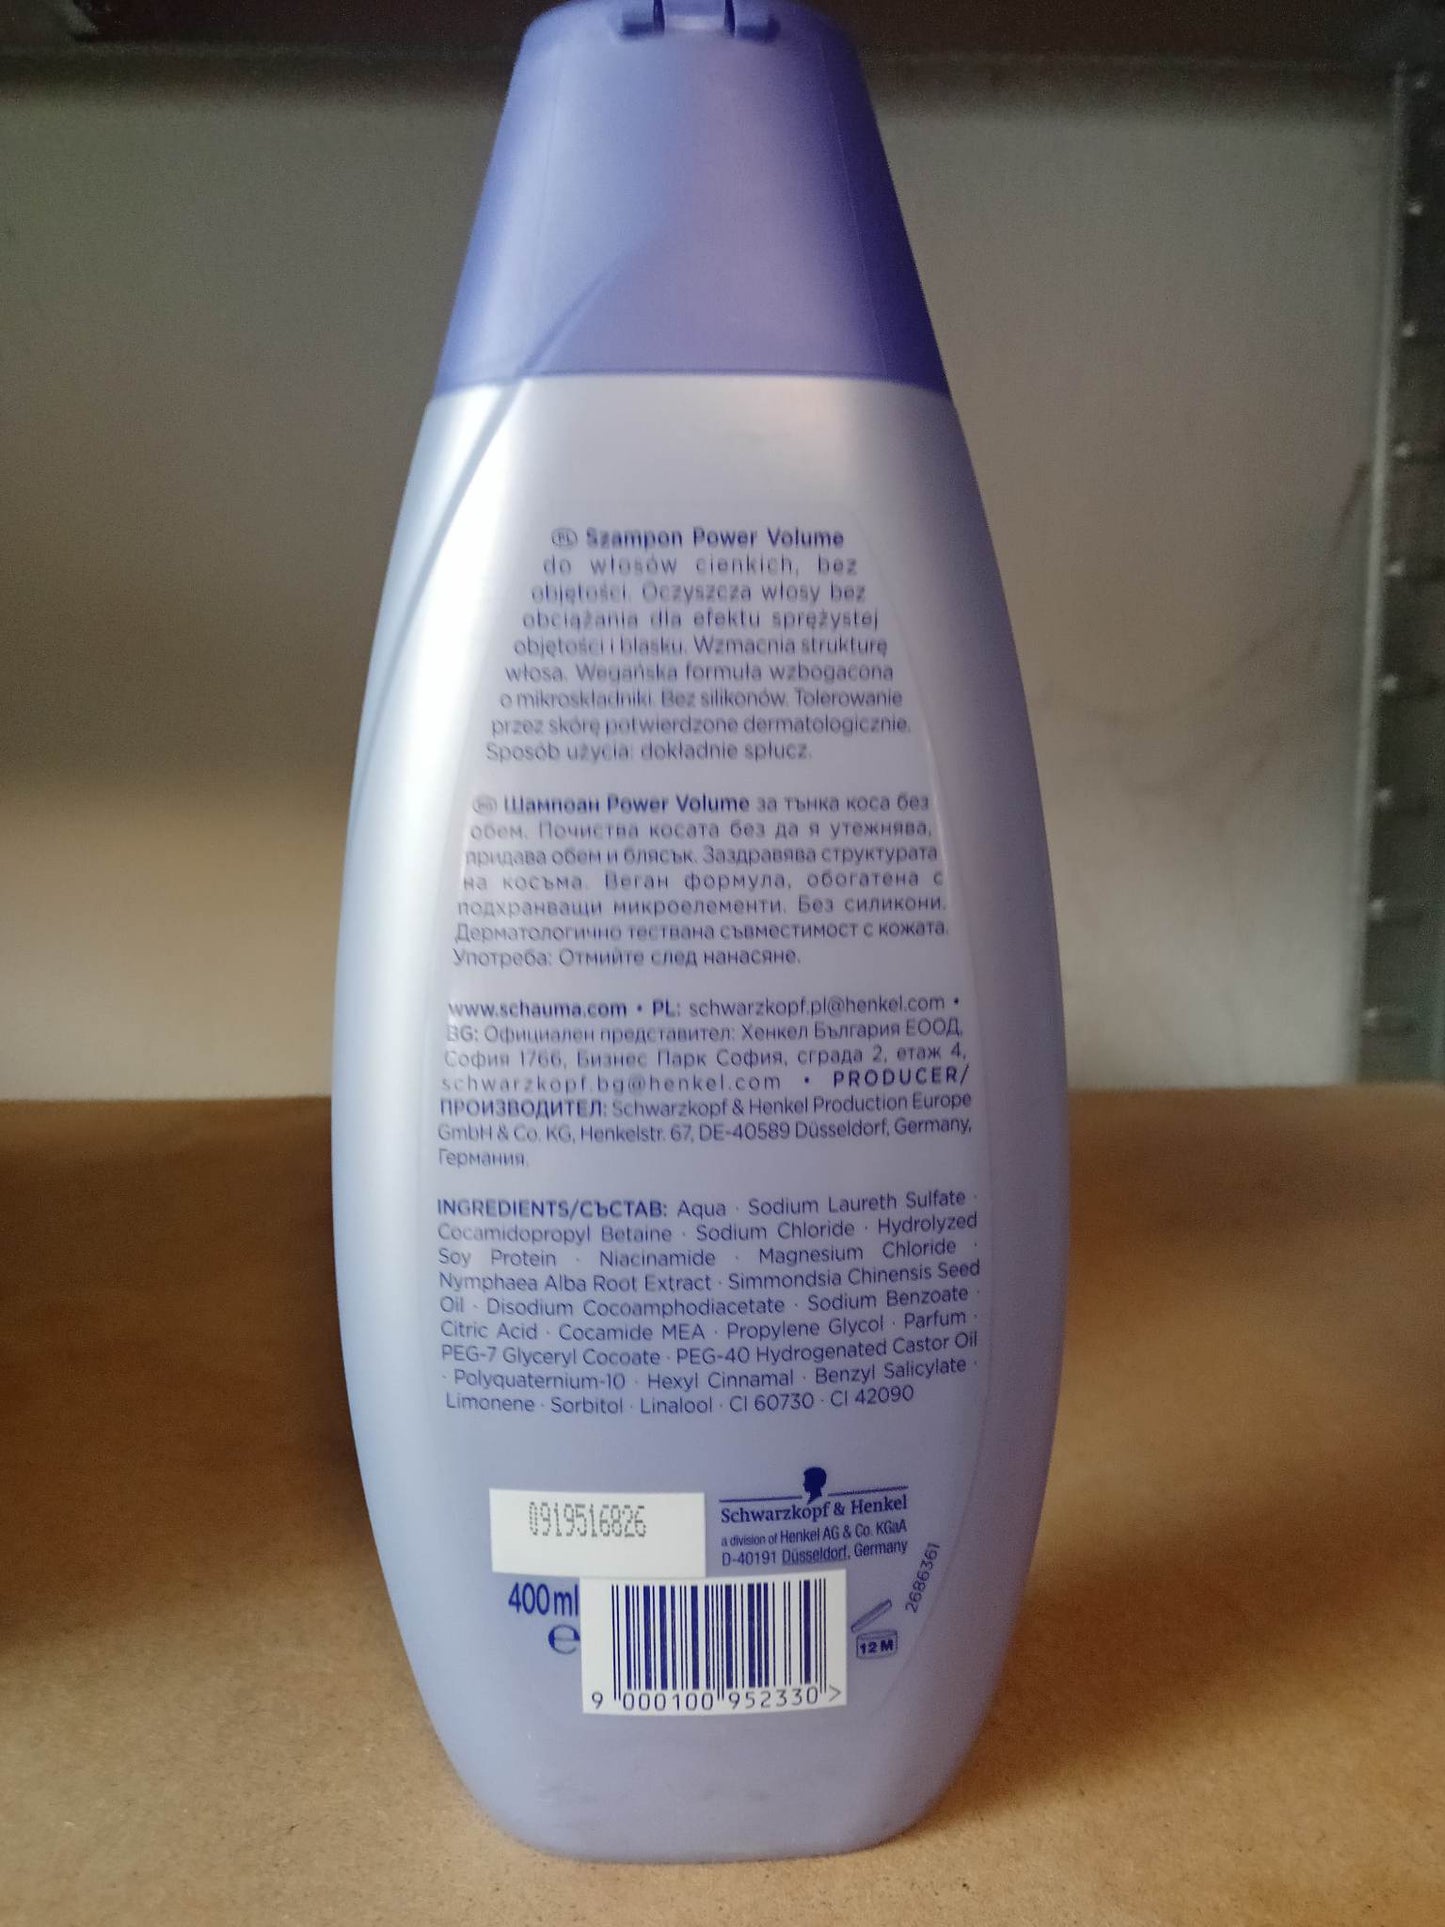 PL Szampon Power Volume
do włosów cienkich, bez
objętości. Oczyszcza włosy bez
obciążania dla efektu sprężystej
objętości i blasku. Wzmacnia strukturę
włosa. Wegańska formuła wzbogacona
o mikroskładniki. Bez silikonów. Tolerowanie
przez skórę potwierdzone dermatologicznie.
Sposób użycia: dokładnie spłucz.
BG Шампоан Power Volume за тънка коса без
обем. Почиства косата без да я утежнява,
придава обем и блясък. Заздравява структурата
на косъма. Веган формула, обогатена с
подхранващи микроелементи. Без силикони.
Дерматологично тествана съвместимост с кожата.
Употреба: Отмийте след нанасяне.
www.schauma.com • PL: schwarzkopf.pl@henkel.com •
BG: Официален представител: Хенкел България ЕООД,
София 1766, Бизнес Парк София, сграда 2, етаж 4,
schwarzkopf.bg@henkel.com • PRODUCER/
ПРОИЗВОДИТЕЛ: Schwarzkopf & Henkel Production Europe
GmbH & Co. KG, Henkelstr. 67, DE-40589 Düsseldorf, Germany,
Германия.
INGREDIENTS/СЪСТАВ: Aqua · Sodium Laureth Sulfate ·
Cocamidopropyl Betaine · Sodium Chloride · Hydrolyzed
Soy Protein · Niacinamide · Magnesium Chloride ·
Nymphaea Alba Root Extract · Simmondsia Chinensis Seed
Oil · Disodium Cocoamphodiacetate · Sodium Benzoate ·
Citric Acid · Cocamide MEA · Propylene Glycol · Parfum ·
PEG-7 Glyceryl Cocoate · PEG-40 Hydrogenated Castor Oil
· Polyquaternium-10 · Hexyl Cinnamal · Benzyl Salicylate ·
Limonene · Sorbitol · Linalool · CI 60730 · CI 42090
0919516826
Schwarzkopf & Henkel
a division of Henkel AG & Co. KGaA
D-40191 Düsseldorf, Germany
2686361
400 ml
e
12 M
9 000100 952330 >